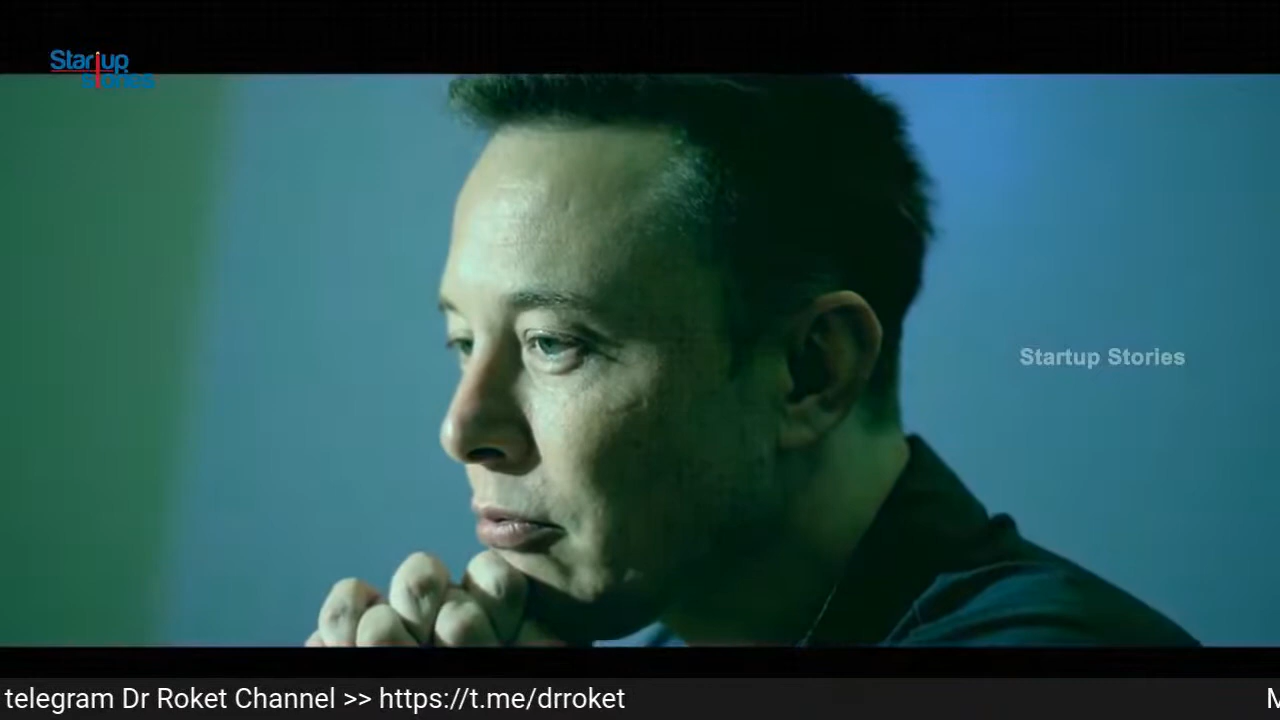 Startup
stories
Startup Stories
telegram Dr Roket Channel >> https://t.me/drroket
M